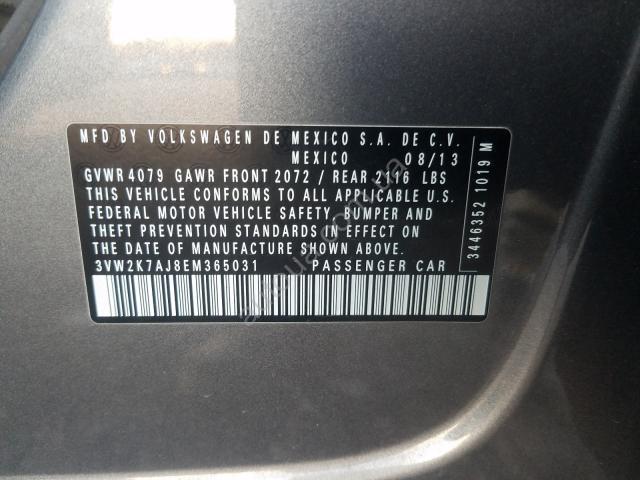 MFD BY VOLKSWAGEN DE MEXICO S.A. DE C.V.
MEXICO 08/13
GVWR 4079 GAWR FRONT 2072 / REAR 2116 LBS
THIS VEHICLE CONFORMS TO ALL APPLICABLE U.S.
FEDERAL MOTOR VEHICLE SAFETY, BUMPER AND
THEFT PREVENTION STANDARDS IN EFFECT ON
THE DATE OF MANUFACTURE SHOWN ABOVE.
3VW2K7AJ8EM365031 PASSENGER CAR
3446352 1019 M